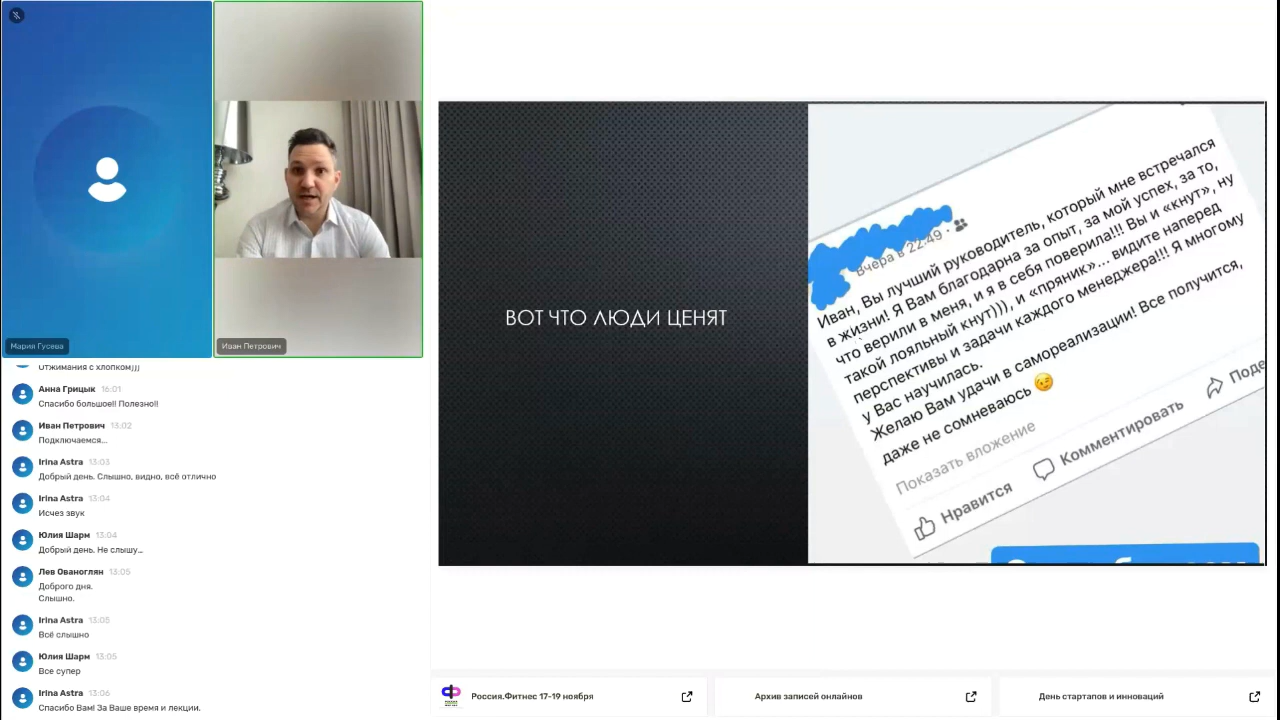 Мария Гусева
Иван Петрович
Отжимания с хлопком)))
Анна Грицык 16:01
Спасибо большое!! Полезно!!
Иван Петрович 13:02
Подключаемся...
Irina Astra 13:03
Добрый день. Слышно, видно, всё отлично
Irina Astra 13:04
Исчез звук
Юлия Шарм 13:04
Добрый день. Не слышу...
Лев Ованоглян 13:05
Доброго дня.
Слышно.
Irina Astra 13:05
Всё слышно
Юлия Шарм 13:05
Все супер
Irina Astra 13:06
Спасибо Вам! За Ваше время и лекции.
ВОТ ЧТО ЛЮДИ ЦЕНЯТ
Вчера в 22:49 ·
Иван, Вы лучший руководитель, который мне встречался
в жизни! Я Вам благодарна за опыт, за мой успех, за то,
что верили в меня, и я в себя поверила!!! Вы и «кнут», ну
такой лояльный кнут))), и «пряник»... видите наперед
перспективы и задачи каждого менеджера!!! Я многому
у Вас научилась.
Желаю Вам удачи в самореализации! Все получится,
даже не сомневаюсь 😉
Показать вложение
Нравится Комментировать Поде
Россия.Фитнес 17-19 ноября
Архив записей онлайнов
День стартапов и инноваций